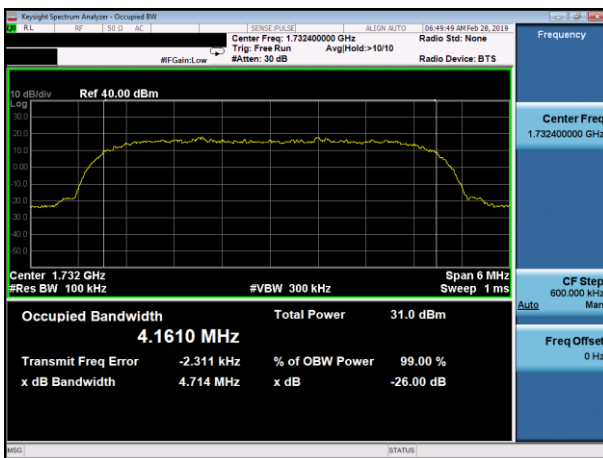 Keysight Spectrum Analyzer - Occupied BW
RL RF 50 Ω AC SENSE:PULSE ALIGN AUTO 06:49:49 AM Feb 28, 2019
Center Freq: 1.732400000 GHz Radio Std: None
Trig: Free Run Avg|Hold:>10/10
#IFGain:Low #Atten: 30 dB Radio Device: BTS
Frequency
10 dB/div Ref 40.00 dBm
Log
30.0
20.0
10.0
0.00
-10.0
-20.0
-30.0
-40.0
-50.0
Center Freq
1.732400000 GHz
Center 1.732 GHz Span 6 MHz
#Res BW 100 kHz #VBW 300 kHz Sweep 1 ms
CF Step
600.000 kHz
Auto Man
Occupied Bandwidth Total Power 31.0 dBm
4.1610 MHz
Transmit Freq Error -2.311 kHz % of OBW Power 99.00 %
x dB Bandwidth 4.714 MHz x dB -26.00 dB
Freq Offset
0 Hz
MSG STATUS